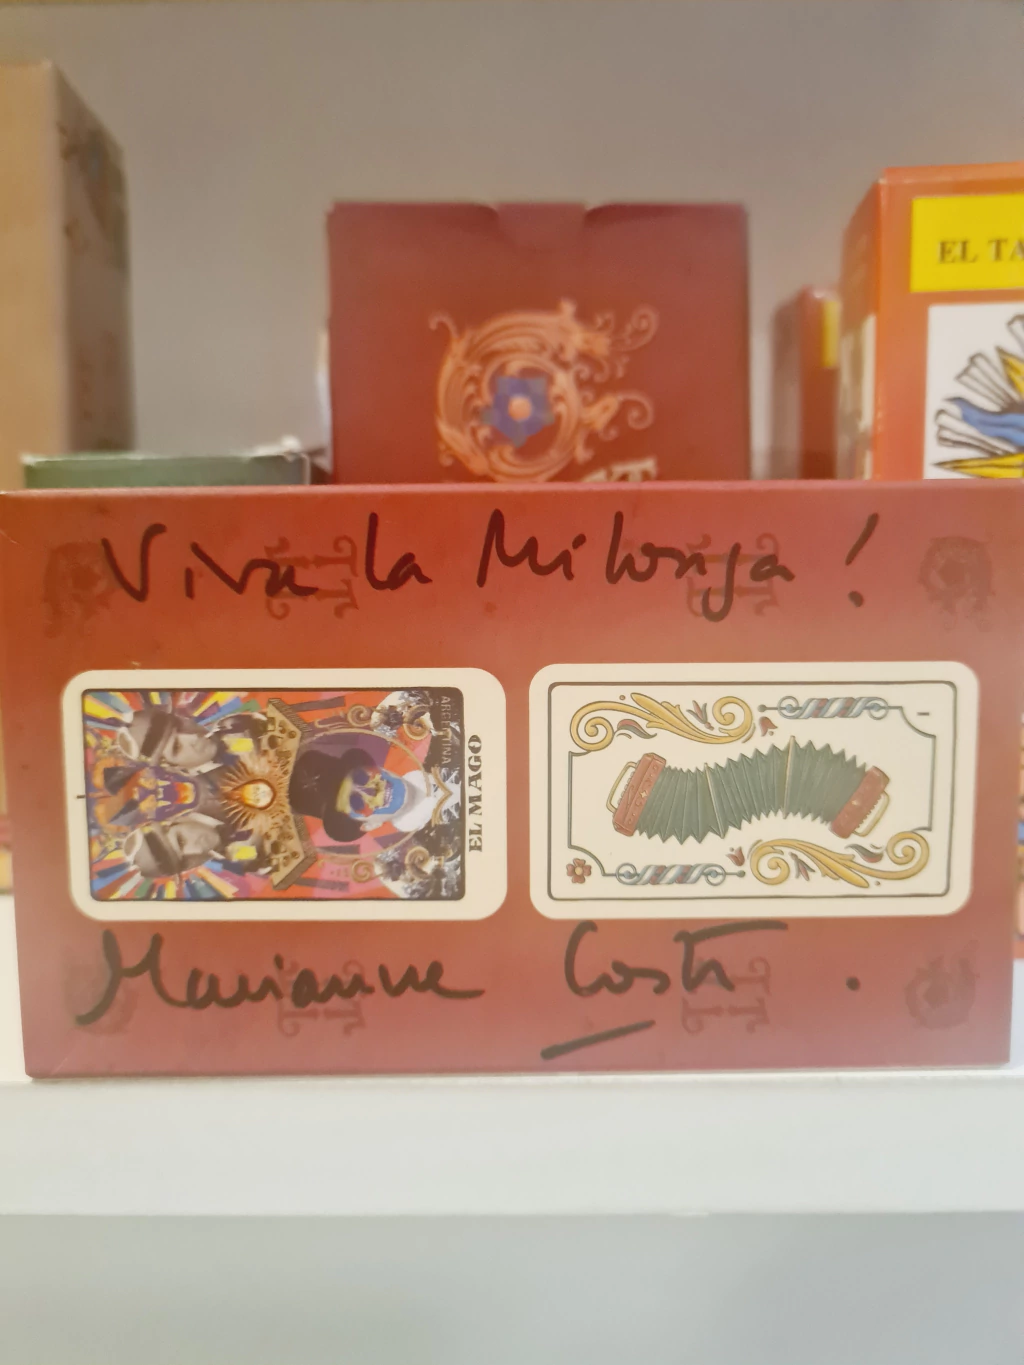 EL TA
Viva la Milonga !
ARGENTINA
EL MAGO
I
Marianne Costa .